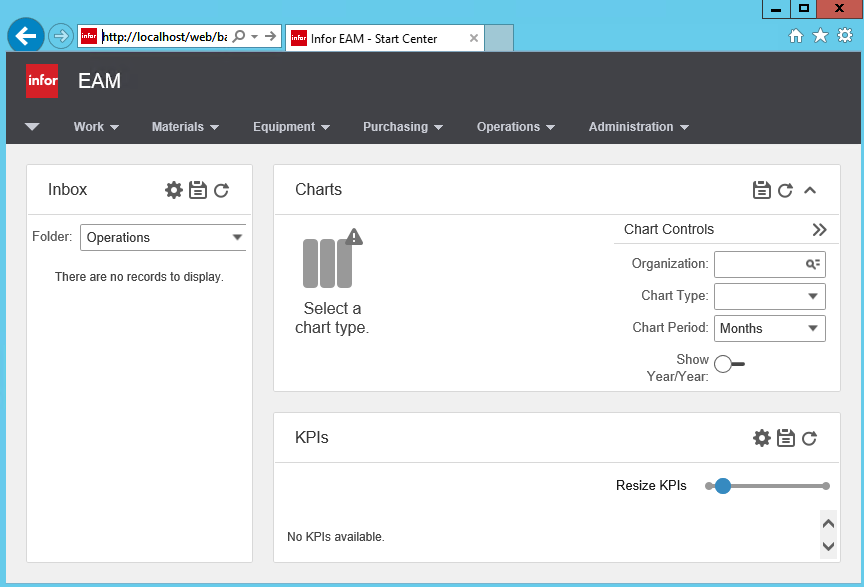 infor
http://localhost/web/ba
infor
Infor EAM - Start Center
infor
EAM
Work
Materials
Equipment
Purchasing
Operations
Administration
Inbox
Folder:
Operations
There are no records to display.
Charts
Select a
chart type.
Chart Controls
Organization:
Chart Type:
Chart Period:
Months
Show
Year/Year:
KPIs
Resize KPIs
No KPIs available.